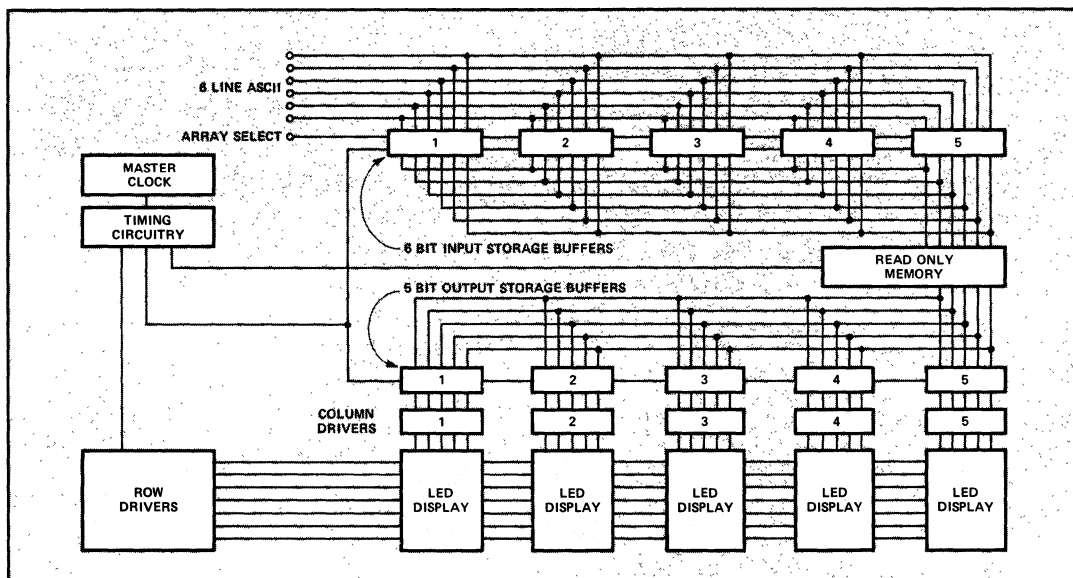 6 LINE ASCII
ARRAY SELECT
1 2 3 4 5
MASTER
CLOCK
TIMING
CIRCUITRY
6 BIT INPUT STORAGE BUFFERS
READ ONLY
MEMORY
5 BIT OUTPUT STORAGE BUFFERS
1 2 3 4 5
COLUMN
DRIVERS
1 2 3 4 5
ROW
DRIVERS
LED
DISPLAY
LED
DISPLAY
LED
DISPLAY
LED
DISPLAY
LED
DISPLAY